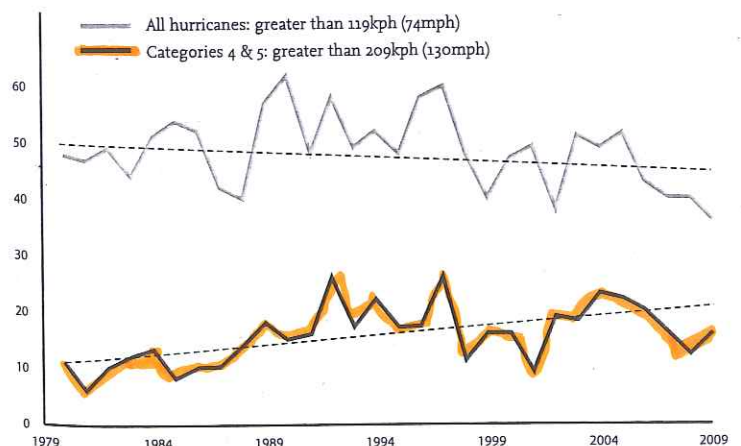 All hurricanes: greater than 119kph (74mph)
Categories 4 & 5: greater than 209kph (130mph)
60
50
40
30
20
10
0
1979 1984 1989 1994 1999 2004 2009